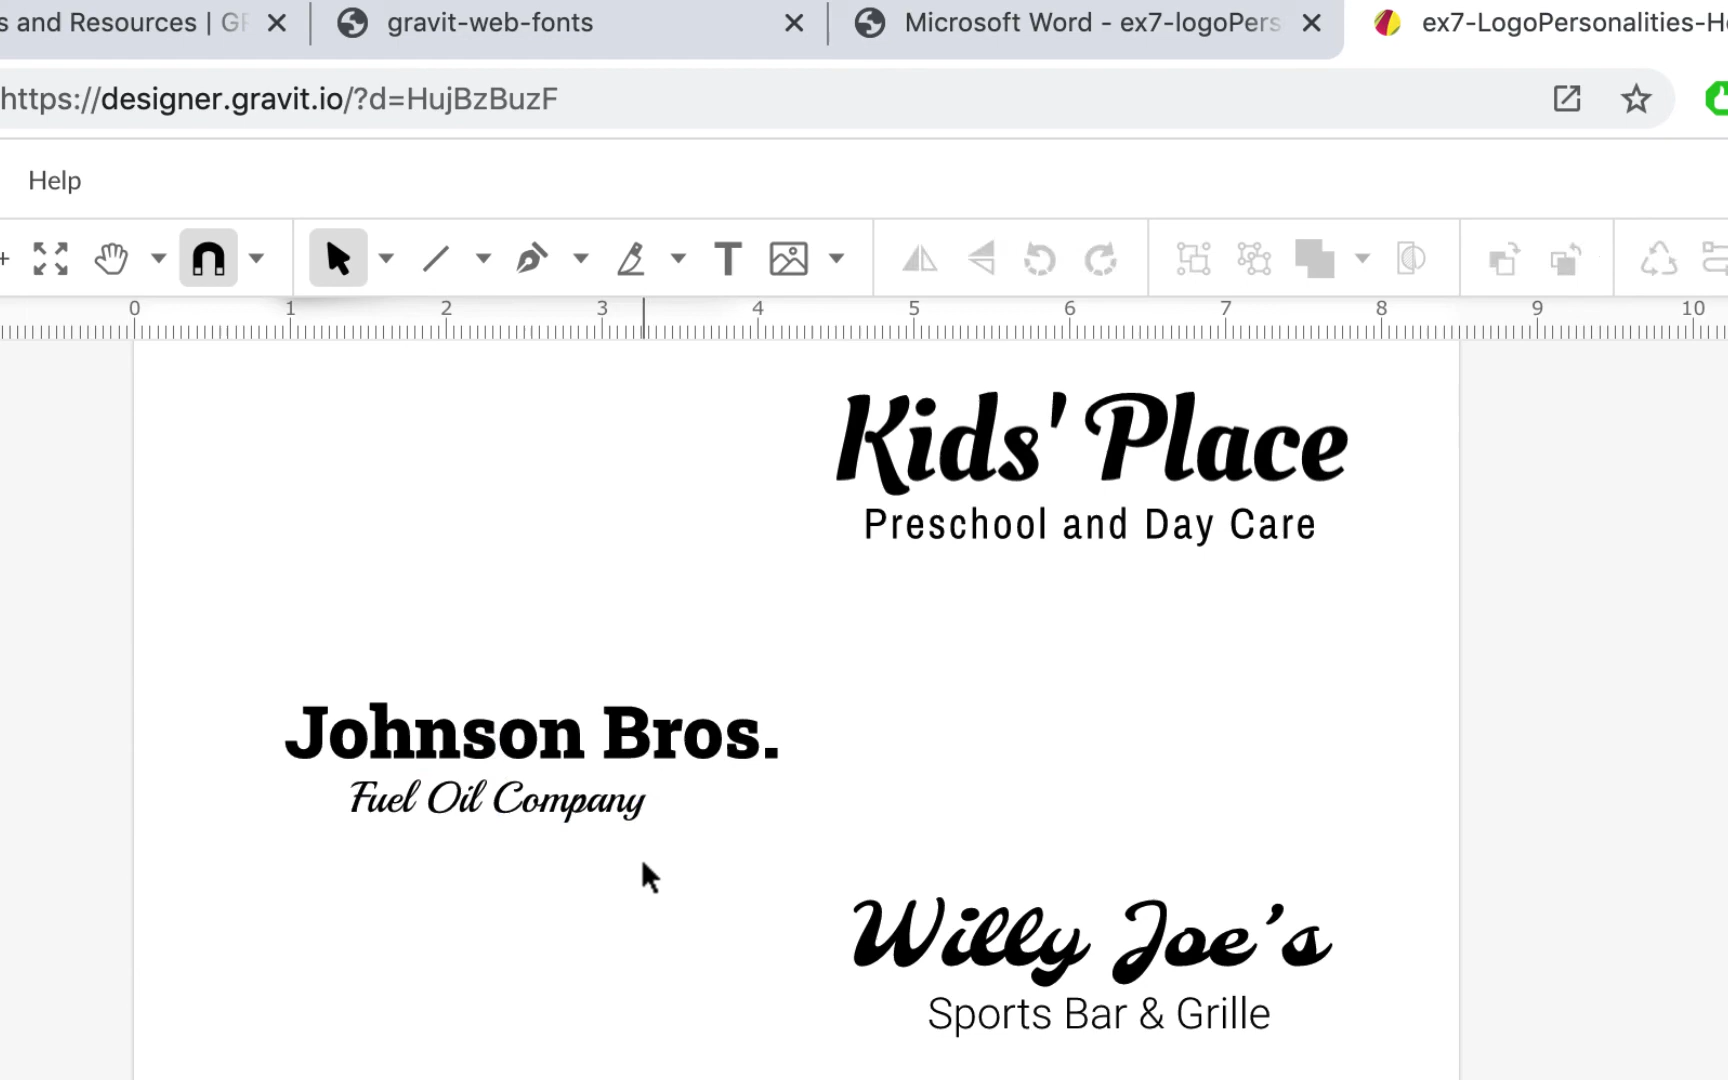 s and Resources | GF
gravit-web-fonts
Microsoft Word - ex7-logoPers
ex7-LogoPersonalities-H
https://designer.gravit.io/?d=HujBzBuzF
Help
0 1 2 3 4 5 6 7 8 9 10
Kids' Place
Preschool and Day Care
Johnson Bros.
Fuel Oil Company
Willy Joe's
Sports Bar & Grille